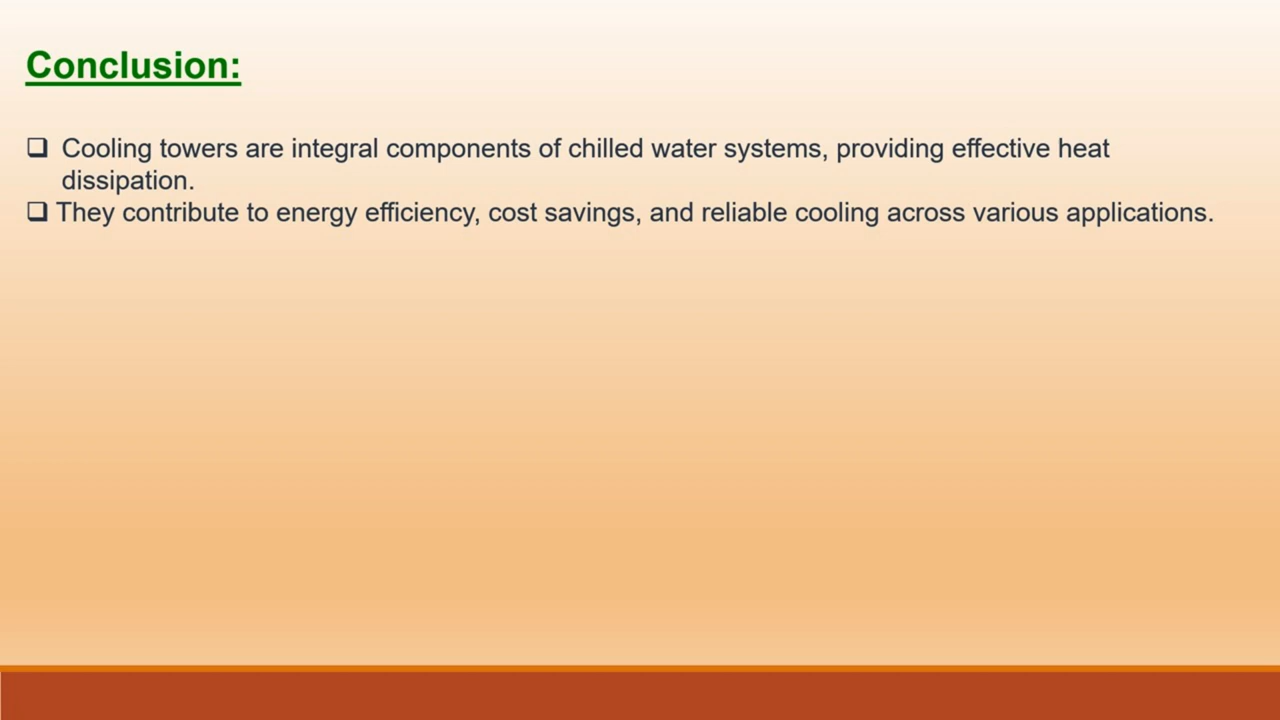 Conclusion:
❑ Cooling towers are integral components of chilled water systems, providing effective heat
dissipation.
❑ They contribute to energy efficiency, cost savings, and reliable cooling across various applications.